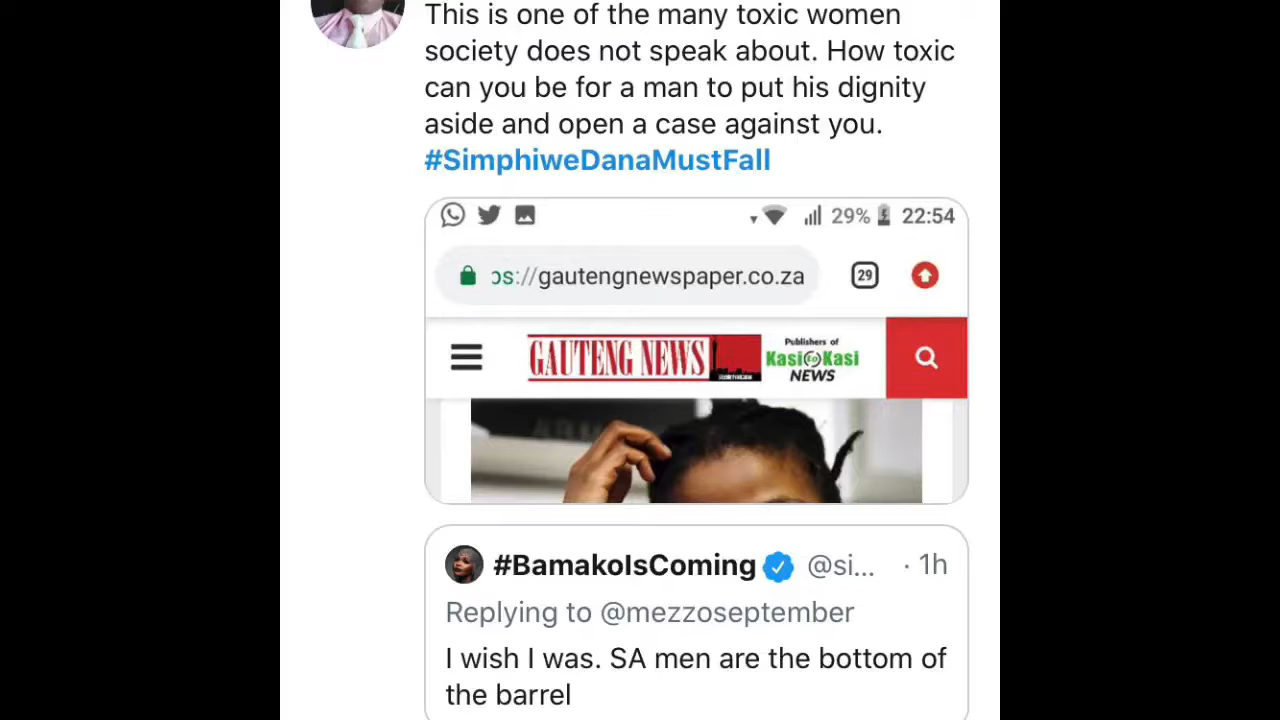 This is one of the many toxic women
society does not speak about. How toxic
can you be for a man to put his dignity
aside and open a case against you.
#SimphiweDanaMustFall
29% 22:54
ps://gautengnewspaper.co.za
29
GAUTENG NEWS
Publishers of
Kasi Kasi
NEWS
#BamakoIsComing @si... · 1h
Replying to @mezzoseptember
I wish I was. SA men are the bottom of
the barrel